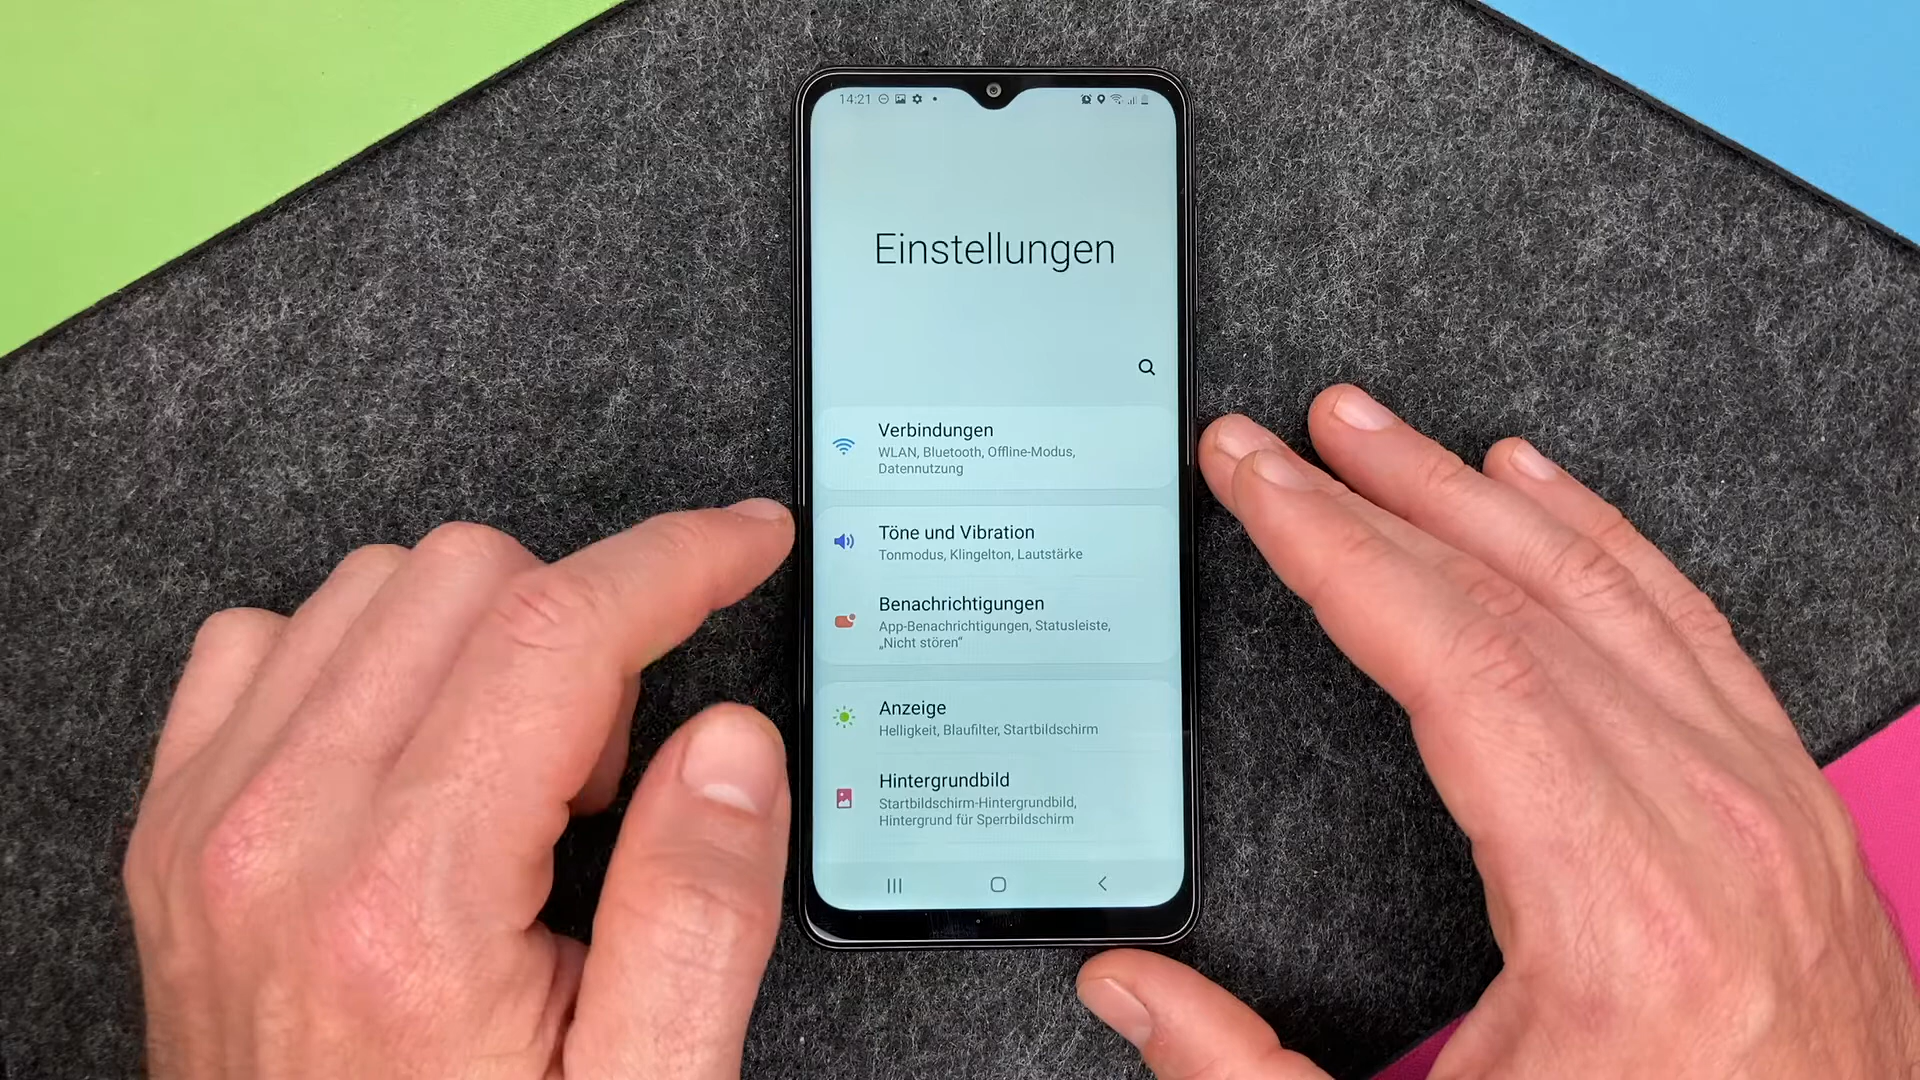 14:21
Einstellungen
Verbindungen
WLAN, Bluetooth, Offline-Modus,
Datennutzung
Töne und Vibration
Tonmodus, Klingelton, Lautstärke
Benachrichtigungen
App-Benachrichtigungen, Statusleiste,
„Nicht stören“
Anzeige
Helligkeit, Blaufilter, Startbildschirm
Hintergrundbild
Startbildschirm-Hintergrundbild,
Hintergrund für Sperrbildschirm